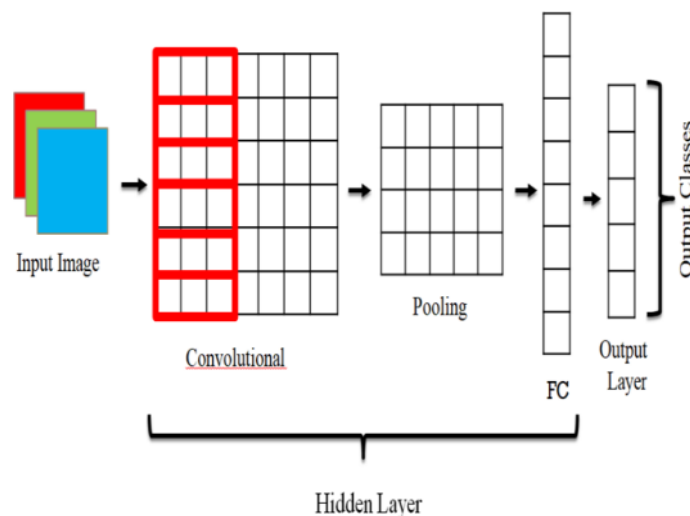 Input Image
Convolutional
Pooling
FC
Output
Layer
Output Classes
Hidden Layer